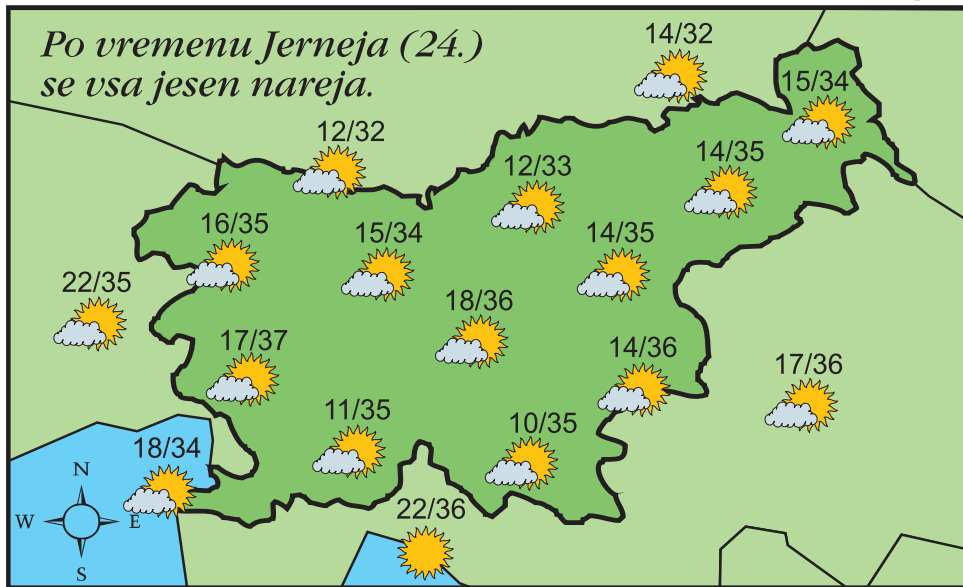 Po vremenu Jerneja (24.)
se vsa jesen nareja.
14/32
15/34
12/32
12/33
14/35
16/35
15/34
14/35
22/35
18/36
17/37
14/36
17/36
11/35
10/35
18/34
N
W
E
S
22/36